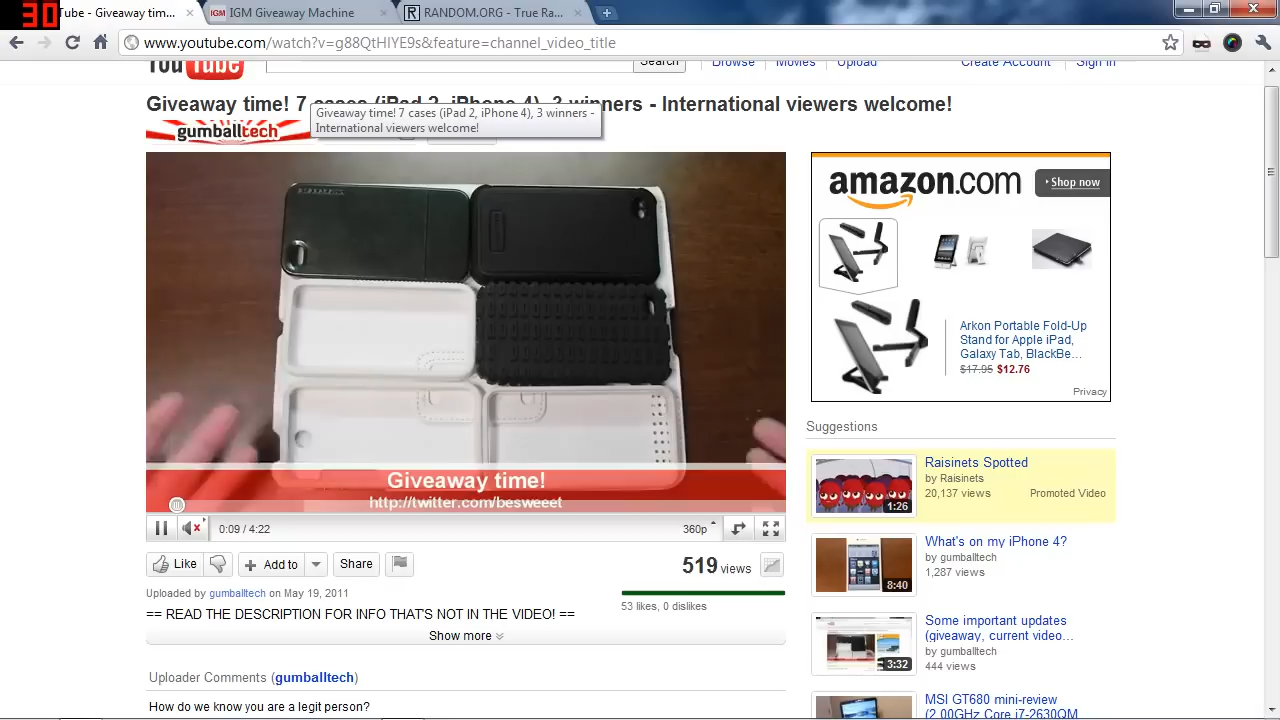 30
Tube - Giveaway tim...
IGM Giveaway Machine
RANDOM.ORG - True Ra
www.youtube.com/watch?v=g88QtHIYE9s&feature=channel_video_title
YouTube
Search
Browse
Movies
Upload
Create Account
Sign In
Giveaway time! 7 cases (iPad 2, iPhone 4), 3 winners - International viewers welcome!
Giveaway time! 7 cases (iPad 2, iPhone 4), 3 winners -
International viewers welcome!
gumballtech
amazon.com
Shop now
Arkon Portable Fold-Up
Stand for Apple iPad,
Galaxy Tab, BlackBe...
$17.95 $12.76
Privacy
Giveaway time!
http://twitter.com/besweeet
0:09 / 4:22
360p
Like
Add to
Share
519 views
Uploaded by gumballtech on May 19, 2011
53 likes, 0 dislikes
== READ THE DESCRIPTION FOR INFO THAT'S NOT IN THE VIDEO! ==
Show more
Comments (gumballtech)
do we know you are legit revison?
Suggestions
Raisinets Spotted
by Raisinets
20,137 views
Promoted Video
1:26
What's on my iPhone 4?
by gumballtech
1,287 views
8:40
Some important updates
(giveaway, current video...
by gumballtech
444 views
3:32
MSI GT680 mini-review
(2.00GHz Core i7-2630QM